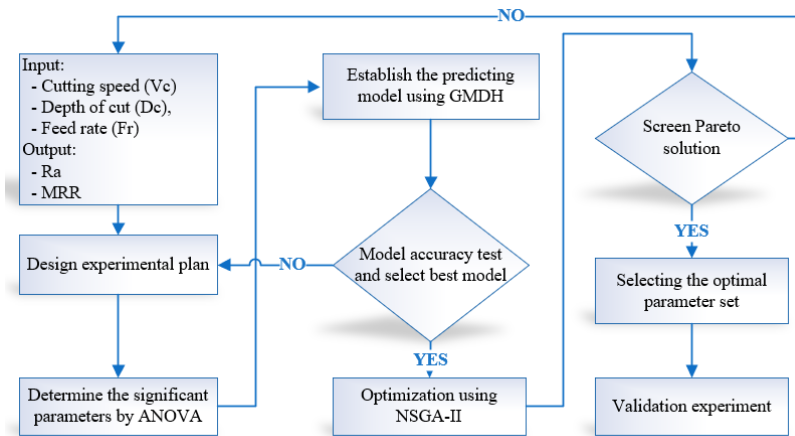 NO
Input:
- Cutting speed (Vc)
- Depth of cut (Dc),
- Feed rate (Fr)
Output:
- Ra
- MRR
Design experimental plan
Determine the significant
parameters by ANOVA
Establish the predicting
model using GMDH
Model accuracy test
and select best model
NO
YES
Optimization using
NSGA-II
Screen Pareto
solution
YES
Selecting the optimal
parameter set
Validation experiment